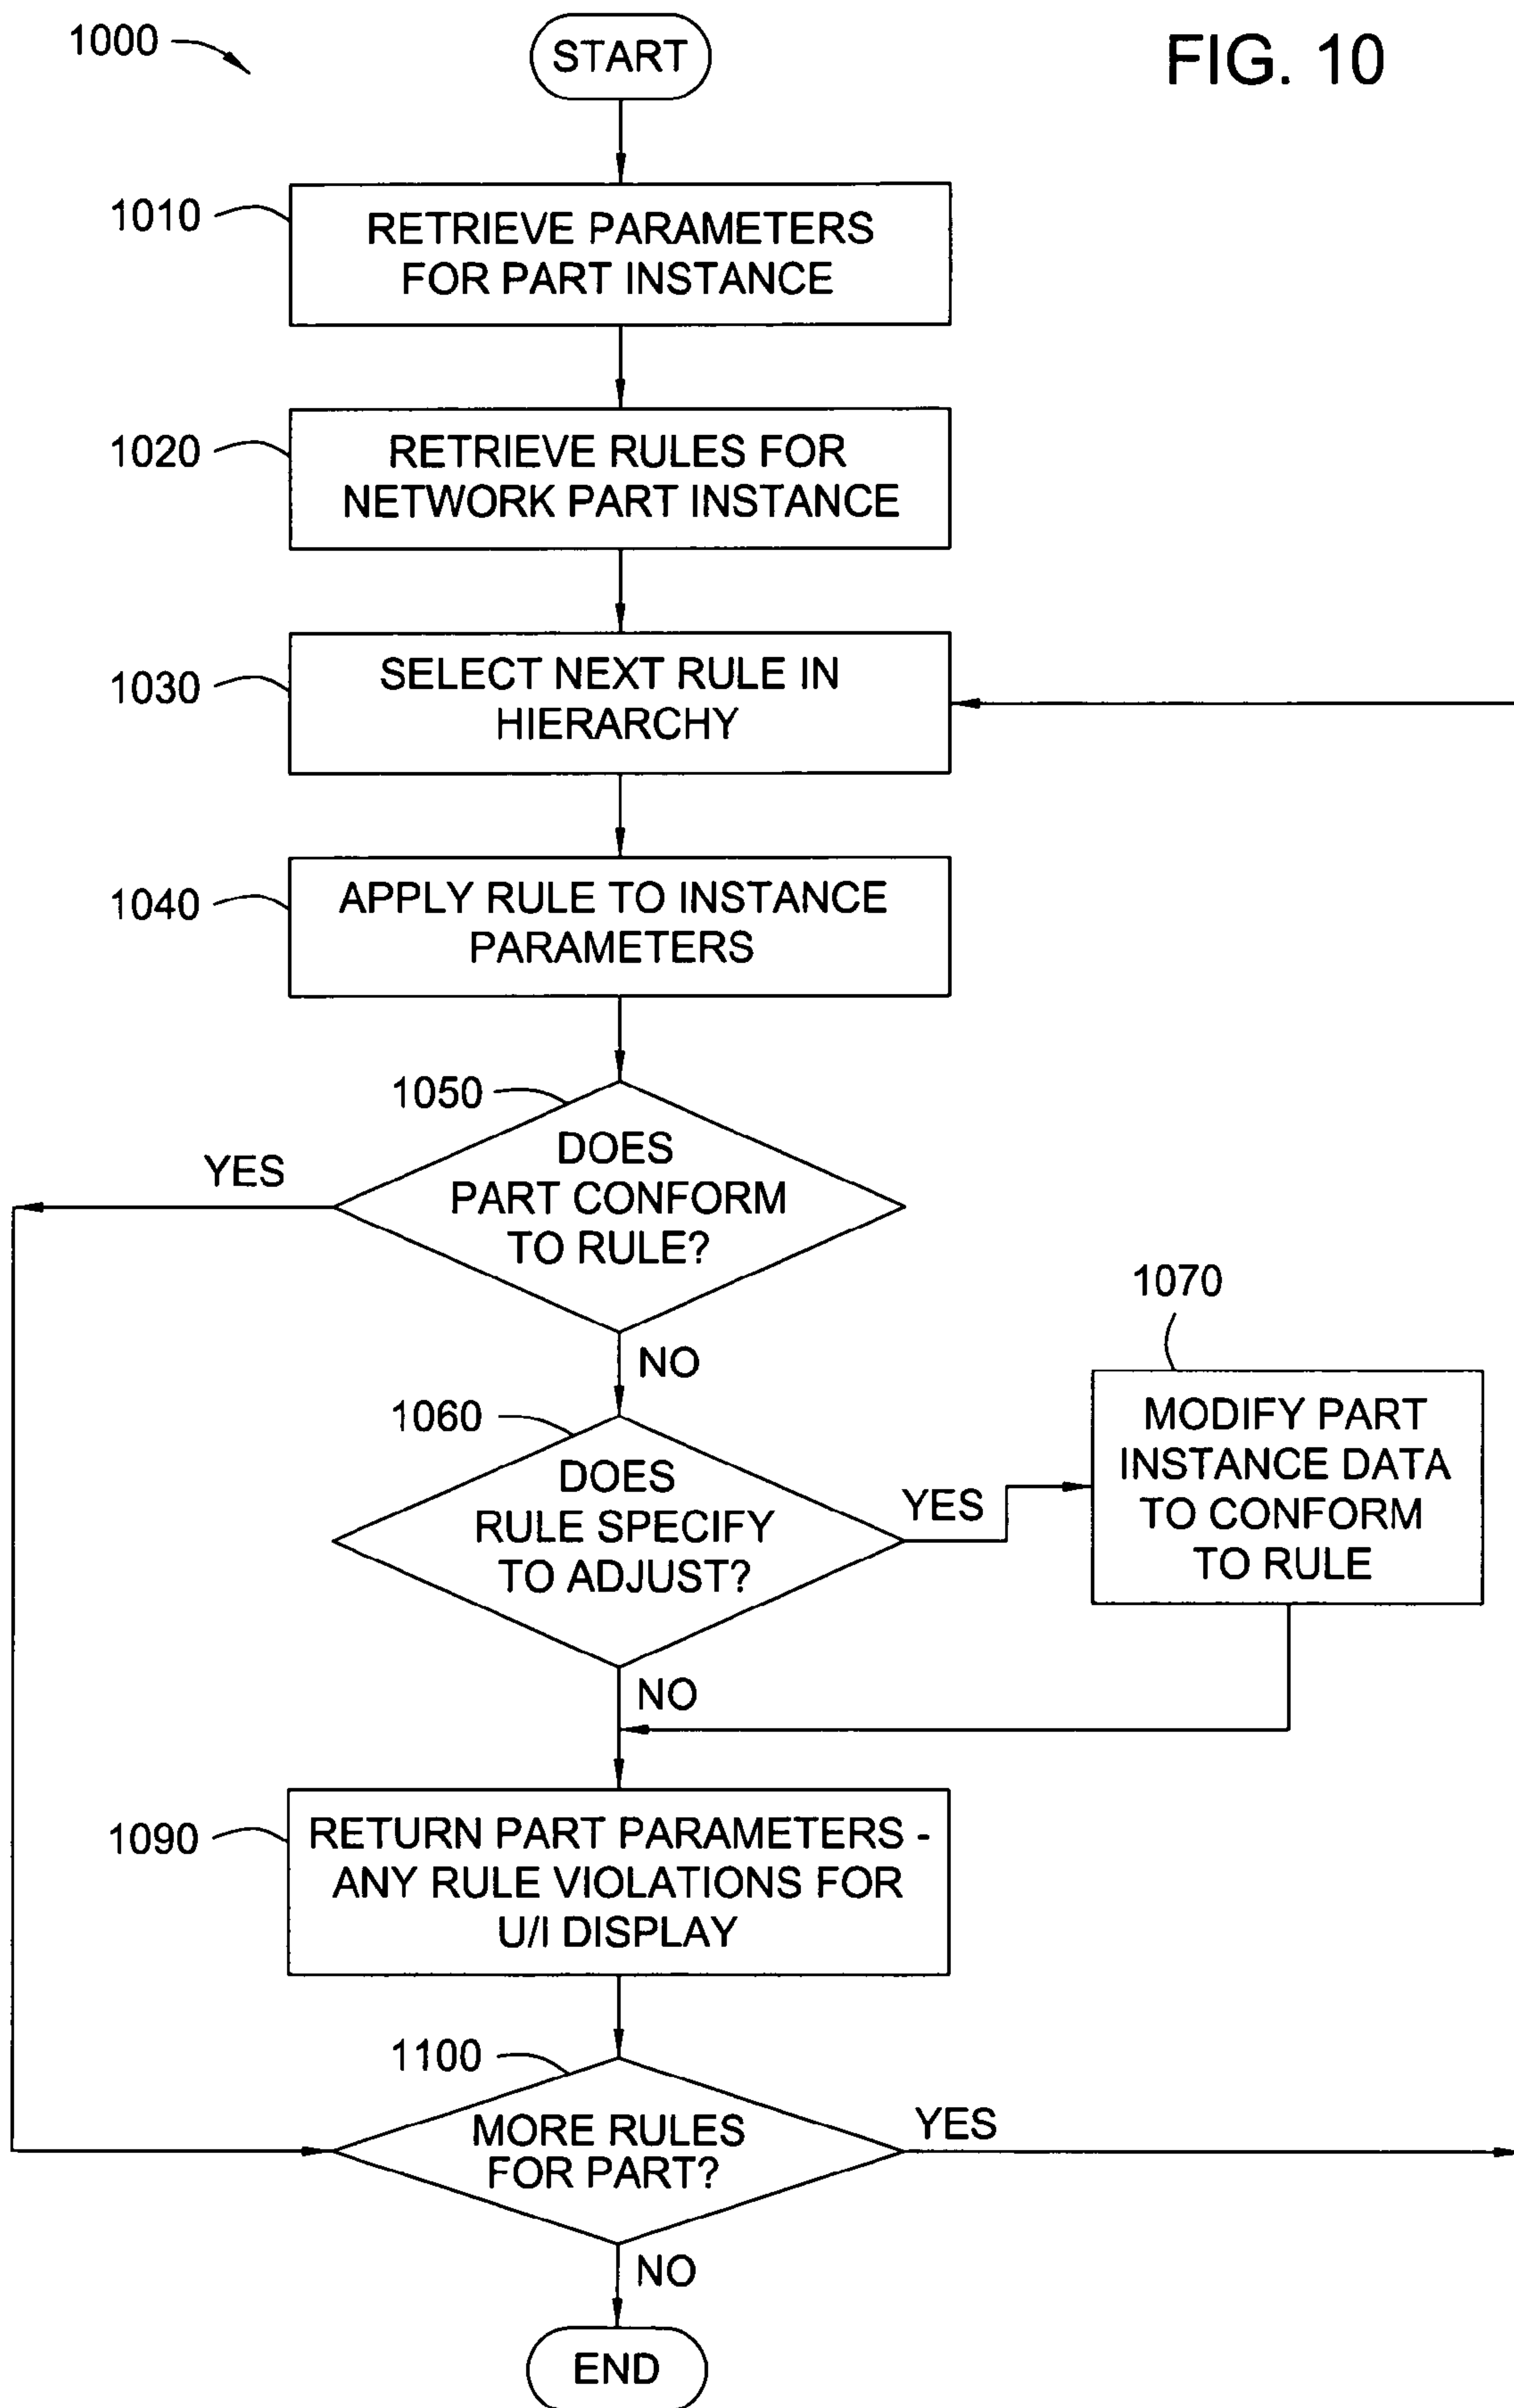 1000
START
FIG. 10
1010
RETRIEVE PARAMETERS
FOR PART INSTANCE
1020
RETRIEVE RULES FOR
NETWORK PART INSTANCE
1030
SELECT NEXT RULE IN
HIERARCHY
1040
APPLY RULE TO INSTANCE
PARAMETERS
1050
DOES
PART CONFORM
TO RULE?
YES
NO
1060
DOES
RULE SPECIFY
TO ADJUST?
YES
1070
MODIFY PART
INSTANCE DATA
TO CONFORM
TO RULE
NO
1090
RETURN PART PARAMETERS -
ANY RULE VIOLATIONS FOR
U/I DISPLAY
1100
MORE RULES
FOR PART?
YES
NO
END